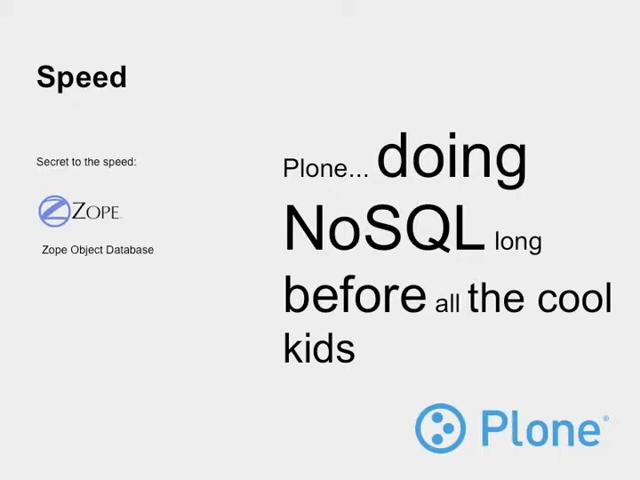 Speed
Secret to the speed:
ZOPE
Zope Object Database
Plone... doing
NoSQL long
before all the cool
kids
Plone®